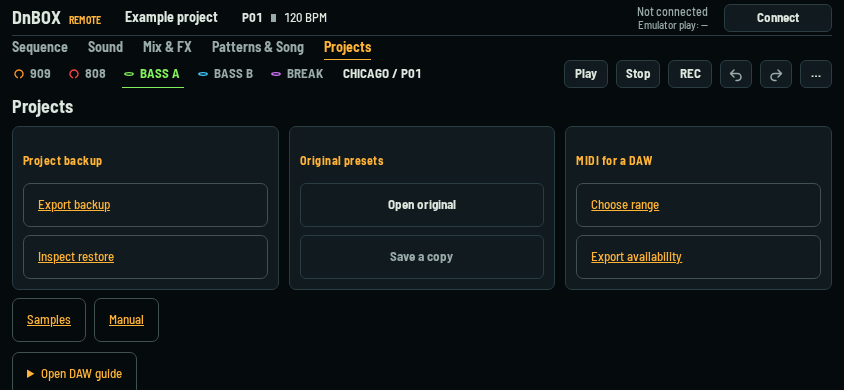 DnBOX REMOTE Example project P01 120 BPM Not connected Emulator play: — Connect
Sequence Sound Mix & FX Patterns & Song Projects
909 808 BASS A BASS B BREAK CHICAGO / P01 Play Stop REC ...
Projects
Project backup
Export backup
Inspect restore
Original presets
Open original
Save a copy
MIDI for a DAW
Choose range
Export availability
Samples Manual
Open DAW guide